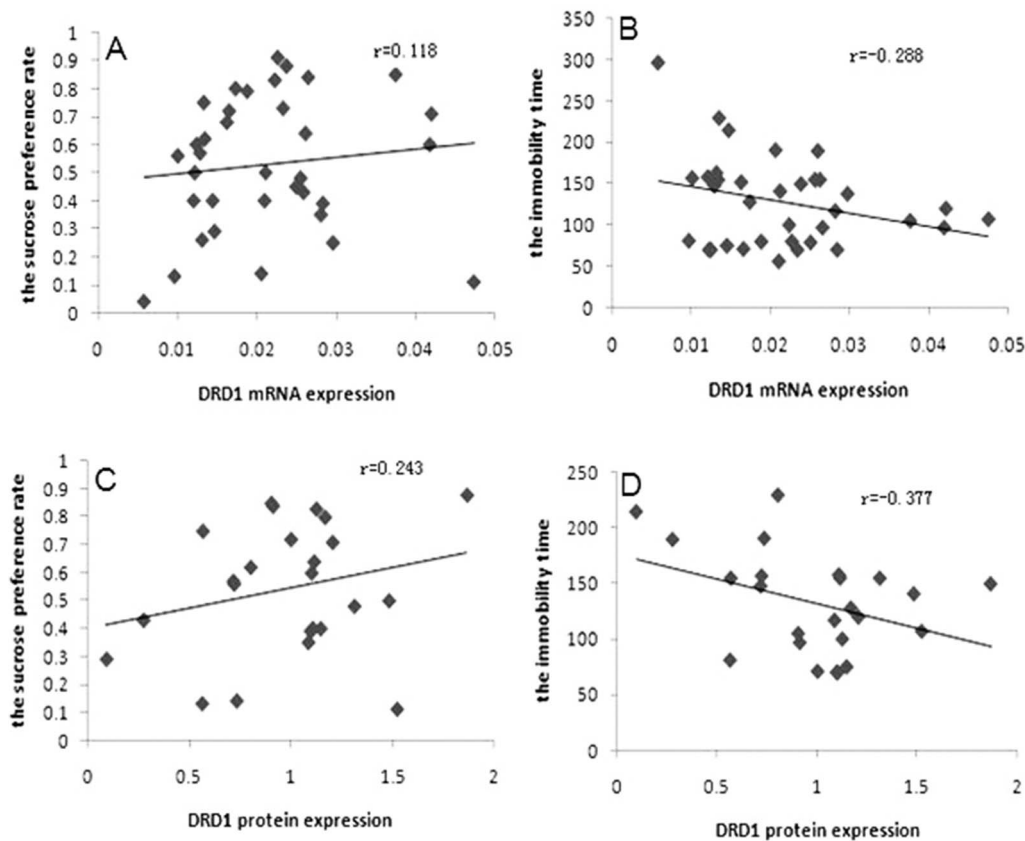 A
r=0.118
the sucrose preference rate
1
0.9
0.8
0.7
0.6
0.5
0.4
0.3
0.2
0.1
0
0 0.01 0.02 0.03 0.04 0.05
DRD1 mRNA expression
B
r=-0.288
the immobility time
350
300
250
200
150
100
50
0
0 0.01 0.02 0.03 0.04 0.05
DRD1 mRNA expression
C
r=0.243
the sucrose preference rate
1
0.9
0.8
0.7
0.6
0.5
0.4
0.3
0.2
0.1
0
0 0.5 1 1.5 2
DRD1 protein expression
D
r=-0.377
the immobility time
250
200
150
100
50
0
0 0.5 1 1.5 2
DRD1 protein expression